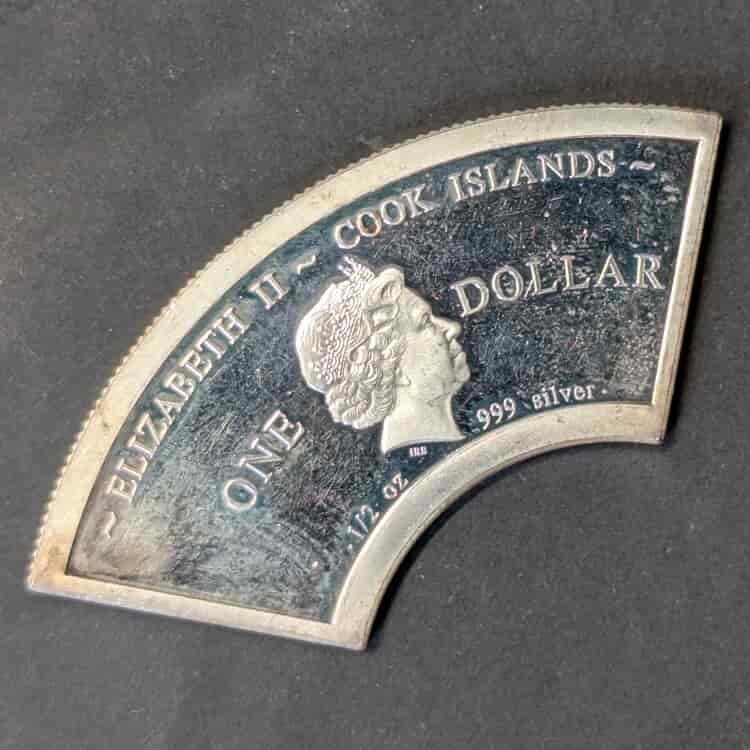 ~ ELIZABETH II ~ COOK ISLANDS ~
ONE DOLLAR
IRB
.1/2 OZ 999 silver.